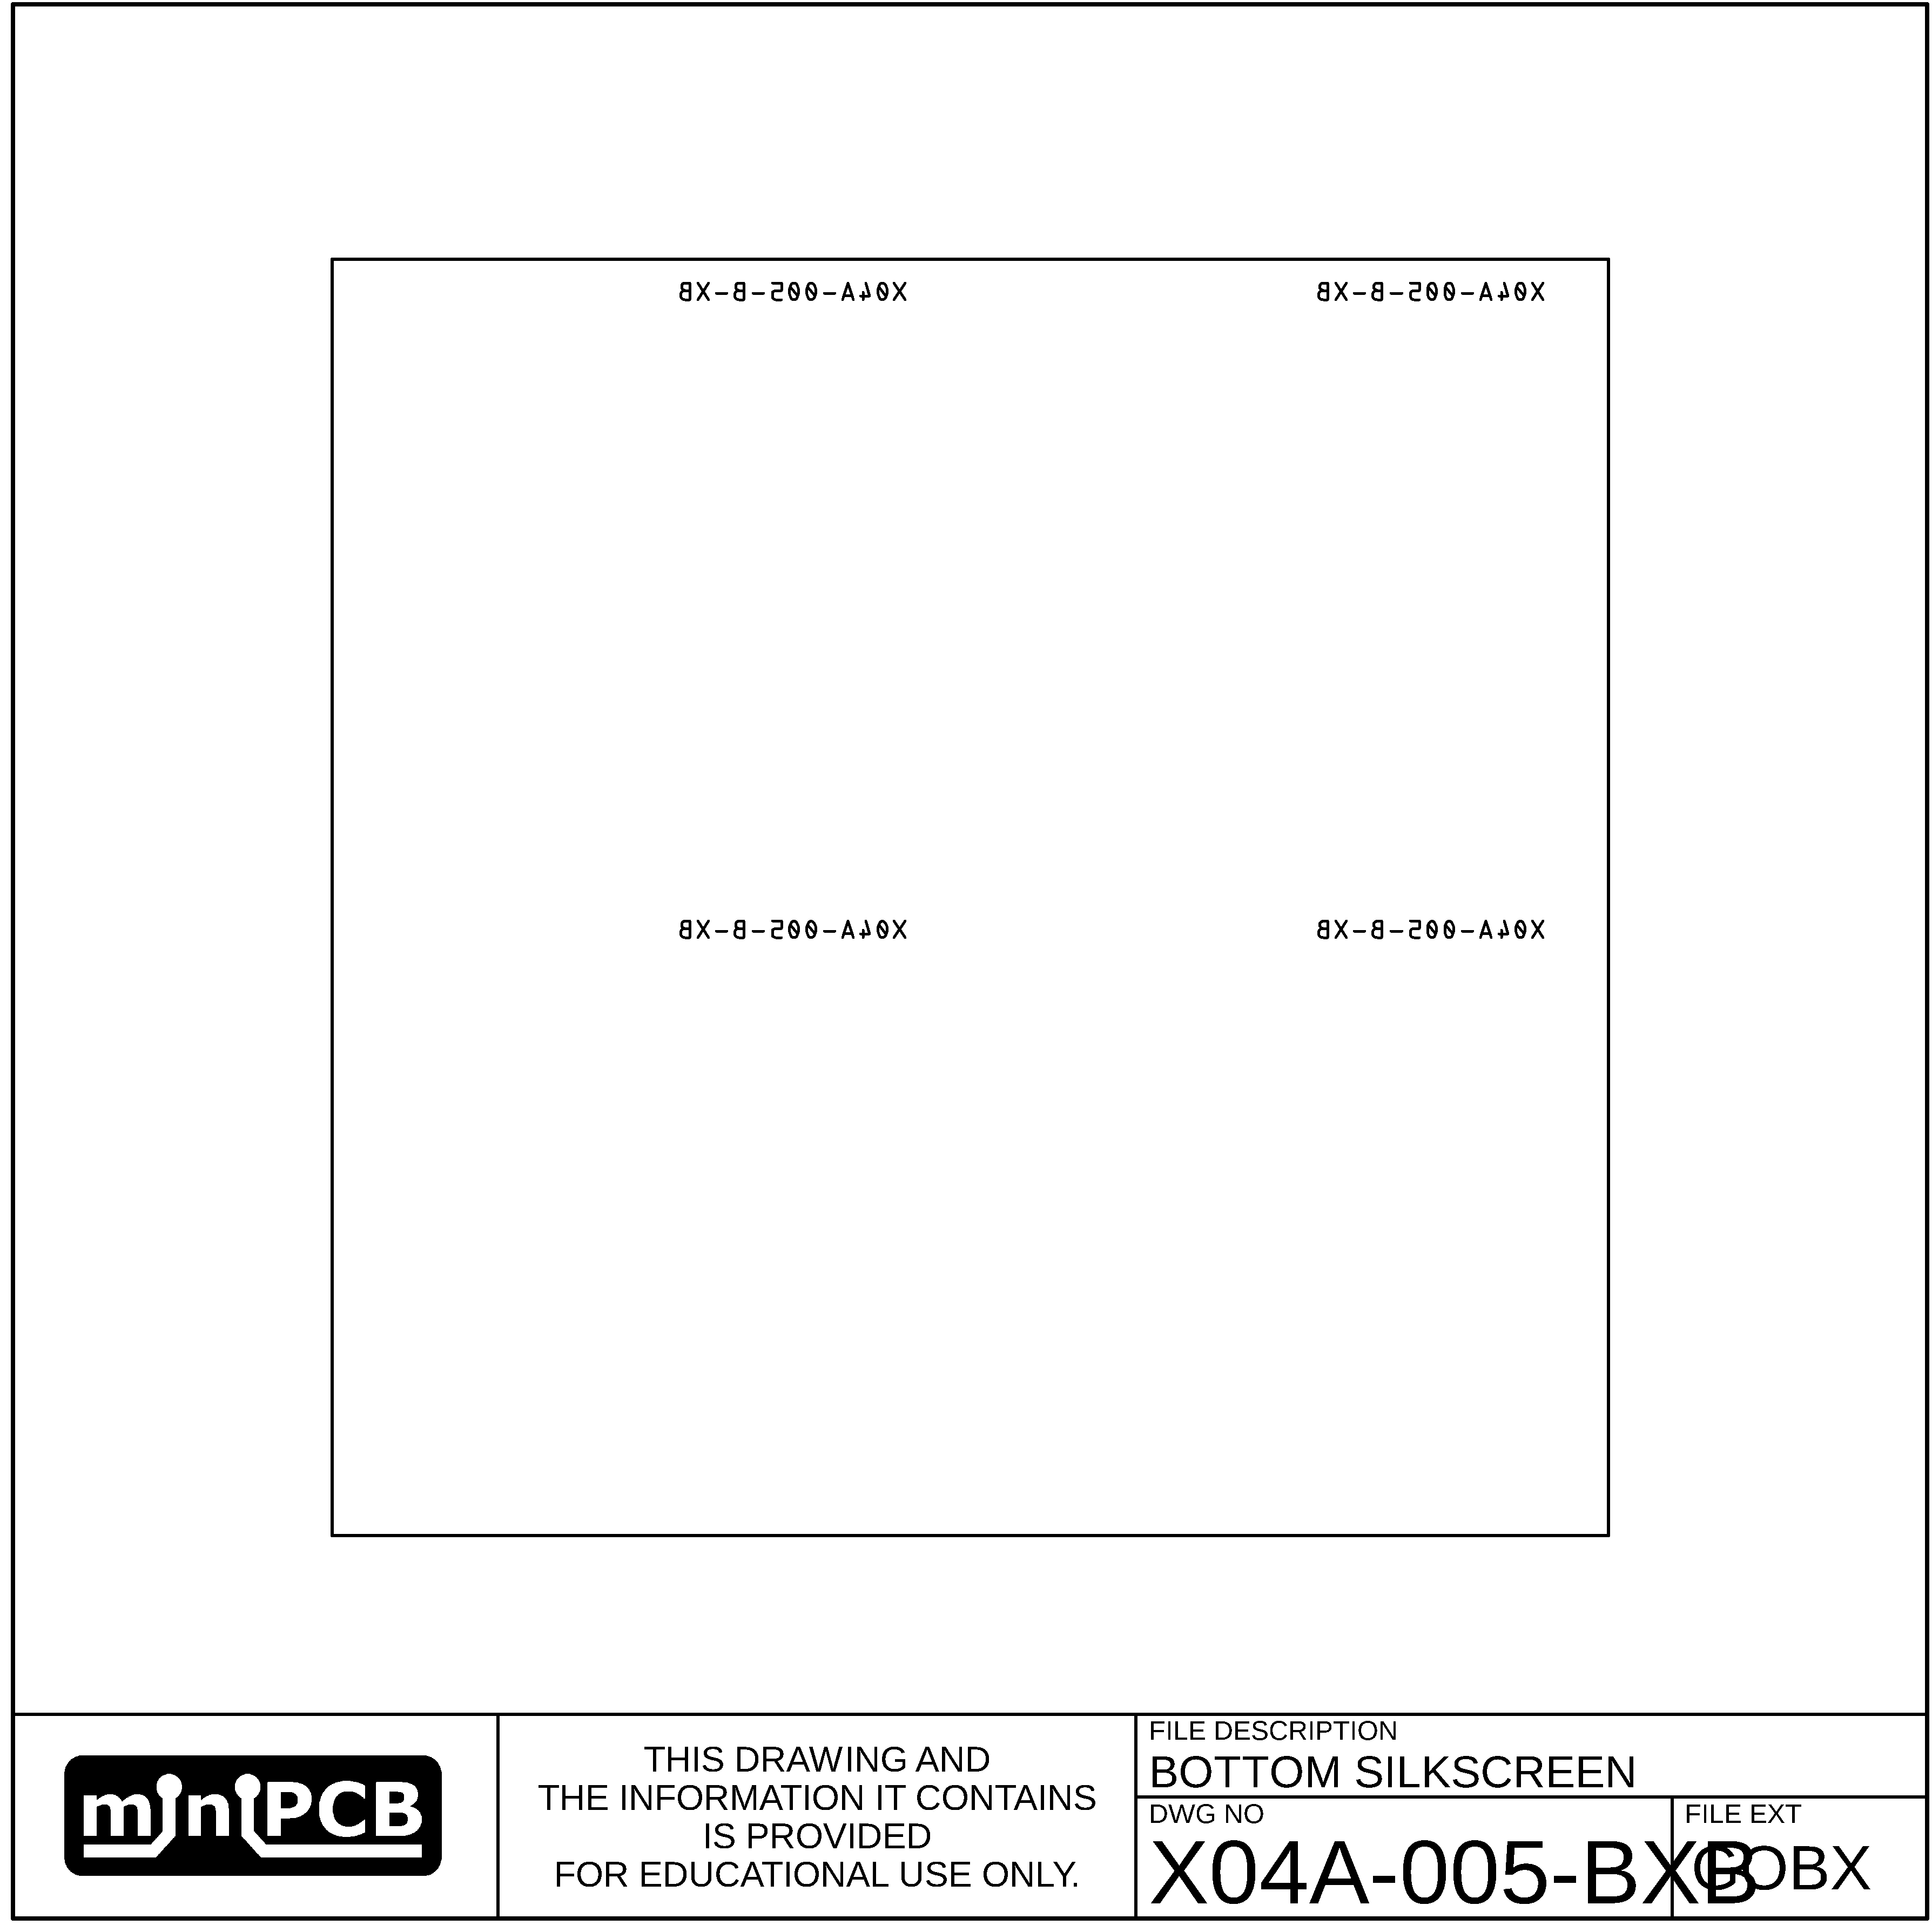 X04A-005-B-XB X04A-005-B-XB
X04A-005-B-XB X04A-005-B-XB
miniPCB
THIS DRAWING AND
THE INFORMATION IT CONTAINS
IS PROVIDED
FOR EDUCATIONAL USE ONLY.
FILE DESCRIPTION
BOTTOM SILKSCREEN
DWG NO
X04A-005-BXB
FILE EXT
GOBX